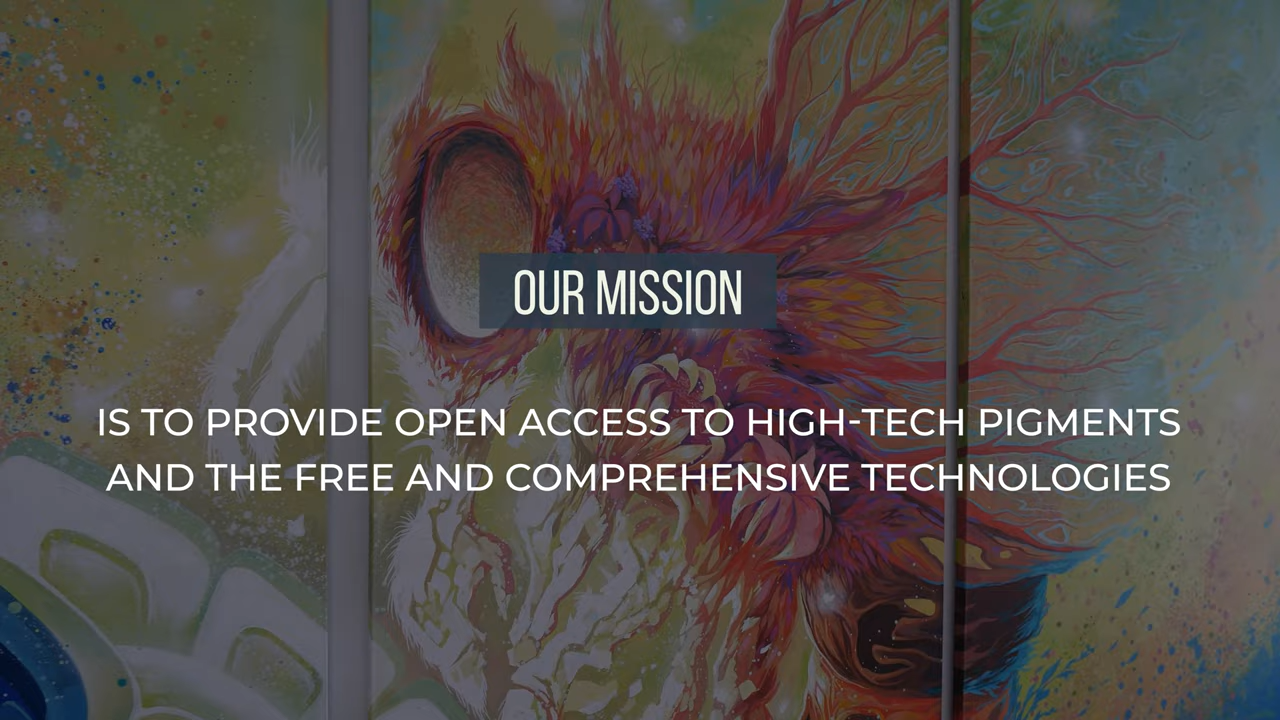 OUR MISSION
IS TO PROVIDE OPEN ACCESS TO HIGH-TECH PIGMENTS
AND THE FREE AND COMPREHENSIVE TECHNOLOGIES